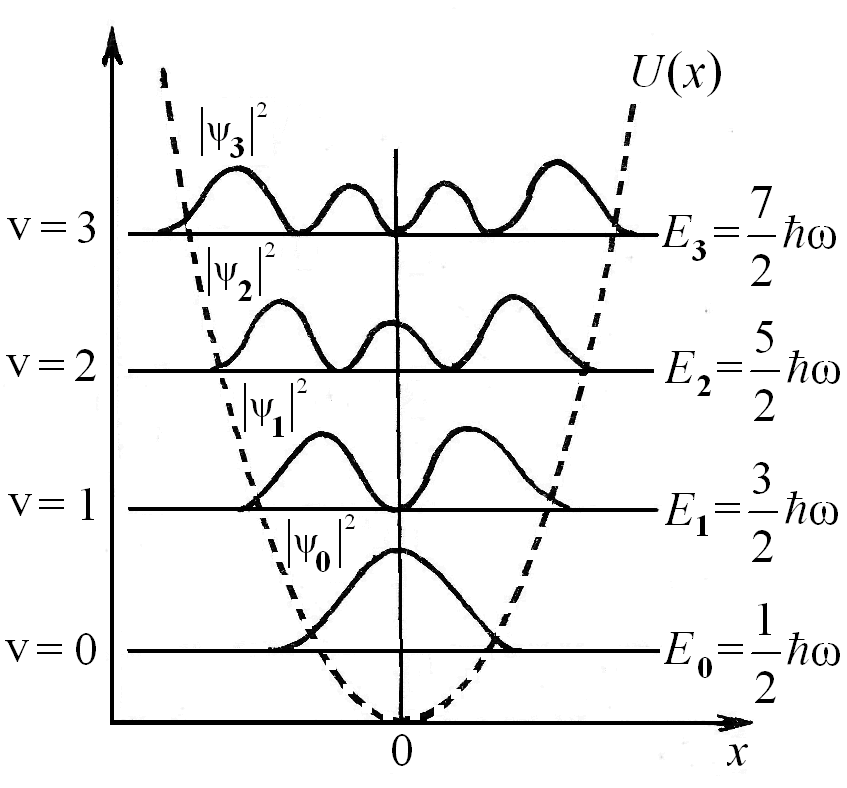 U(x)
|ψ₃|²
v = 3
E₃ = 7/2 ħω
|ψ₂|²
v = 2
E₂ = 5/2 ħω
|ψ₁|²
v = 1
E₁ = 3/2 ħω
|ψ₀|²
v = 0
E₀ = 1/2 ħω
0
x